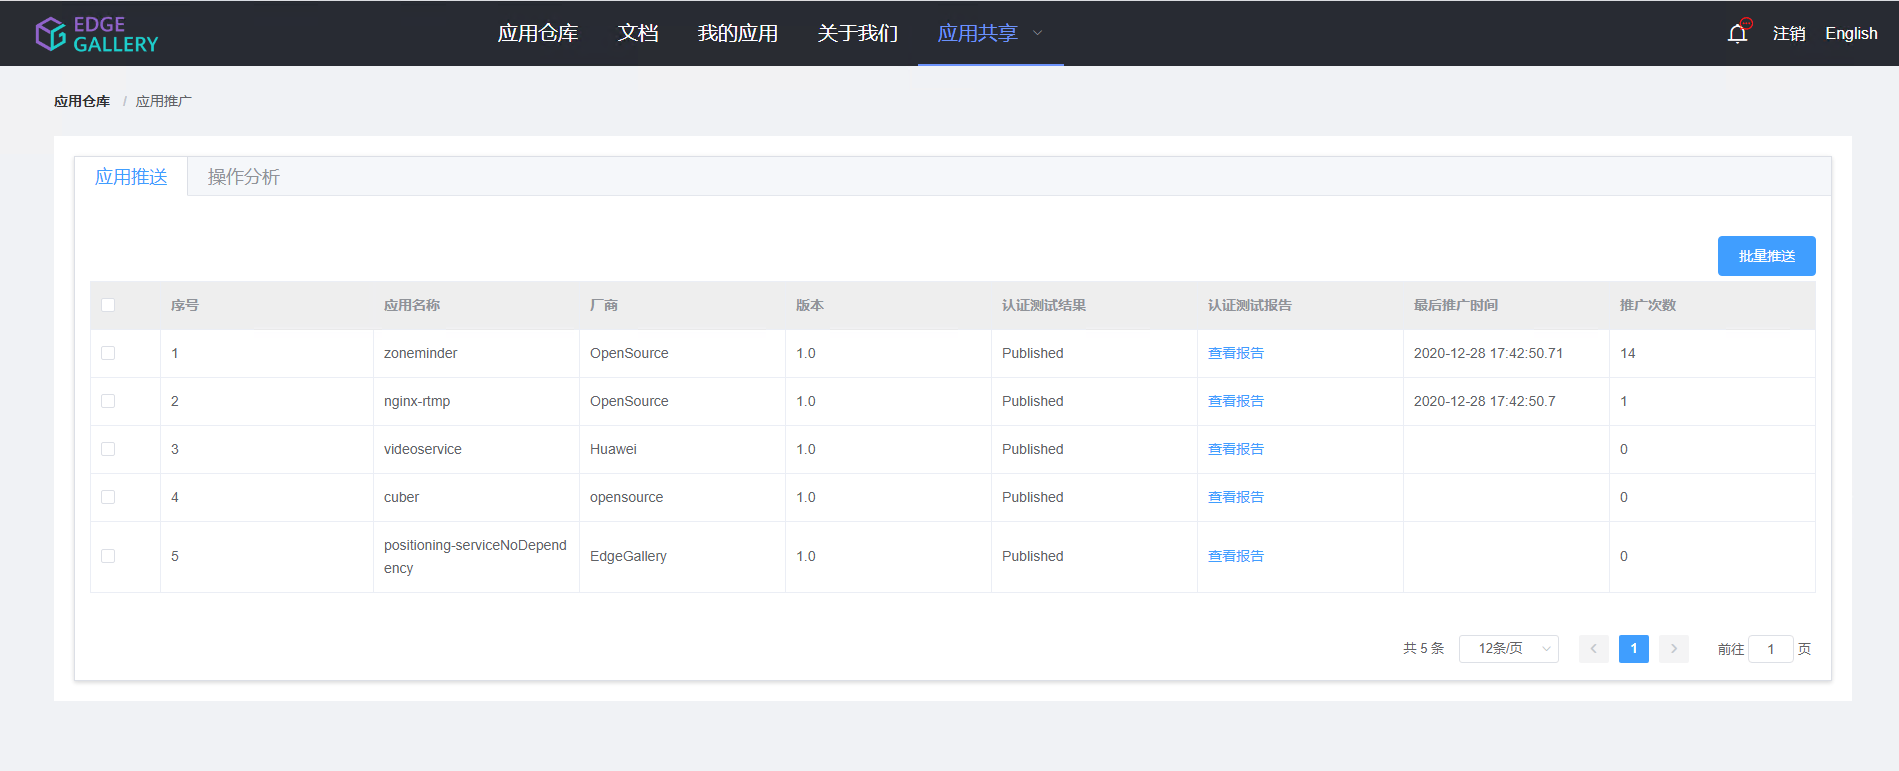 EDGE
GALLERY
应用仓库 文档 我的应用 关于我们 应用共享 注销 English
应用仓库 / 应用推广
应用推送 操作分析
批量推送
序号 应用名称 厂商 版本 认证测试结果 认证测试报告 最后推广时间 推广次数
1 zoneminder OpenSource 1.0 Published 查看报告 2020-12-28 17:42:50.71 14
2 nginx-rtmp OpenSource 1.0 Published 查看报告 2020-12-28 17:42:50.7 1
3 videoservice Huawei 1.0 Published 查看报告 0
4 cuber opensource 1.0 Published 查看报告 0
5 positioning-serviceNoDepend
ency EdgeGallery 1.0 Published 查看报告 0
共 5 条 12条/页 < 1 > 前往 1 页